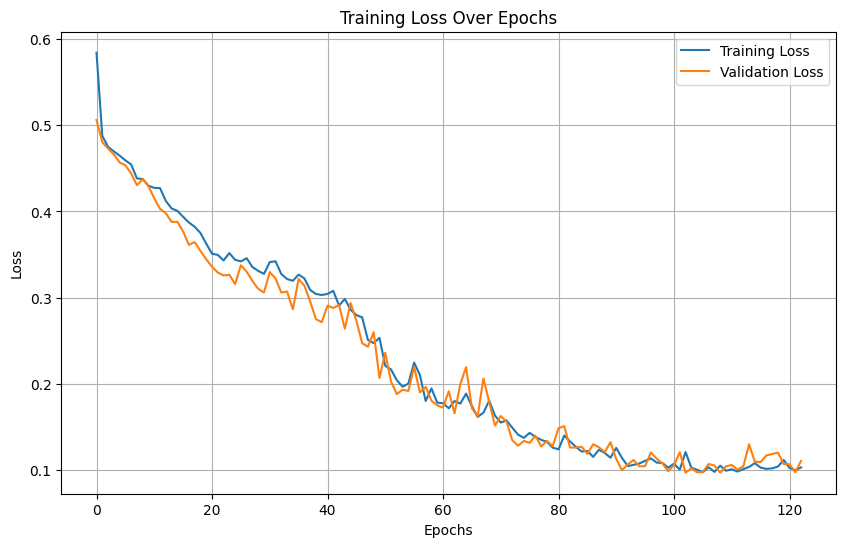 Training Loss Over Epochs
Training Loss
Validation Loss
Loss
0.6
0.5
0.4
0.3
0.2
0.1
0 20 40 60 80 100 120
Epochs